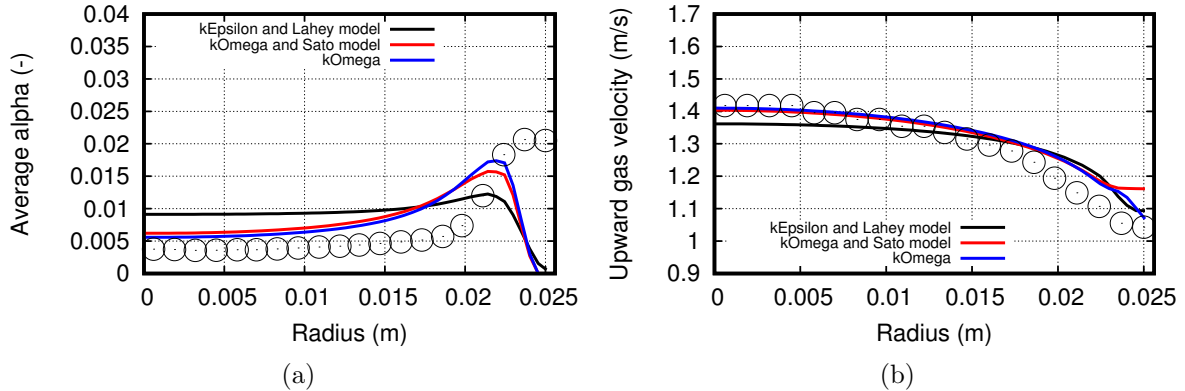 0.04
0.035
0.03
0.025
0.02
0.015
0.01
0.005
0
Average alpha (-)
kEpsilon and Lahey model
kOmega and Sato model
kOmega
0 0.005 0.01 0.015 0.02 0.025
Radius (m)
(a)
1.7
1.6
1.5
1.4
1.3
1.2
1.1
1
0.9
Upward gas velocity (m/s)
kEpsilon and Lahey model
kOmega and Sato model
kOmega
0 0.005 0.01 0.015 0.02 0.025
Radius (m)
(b)